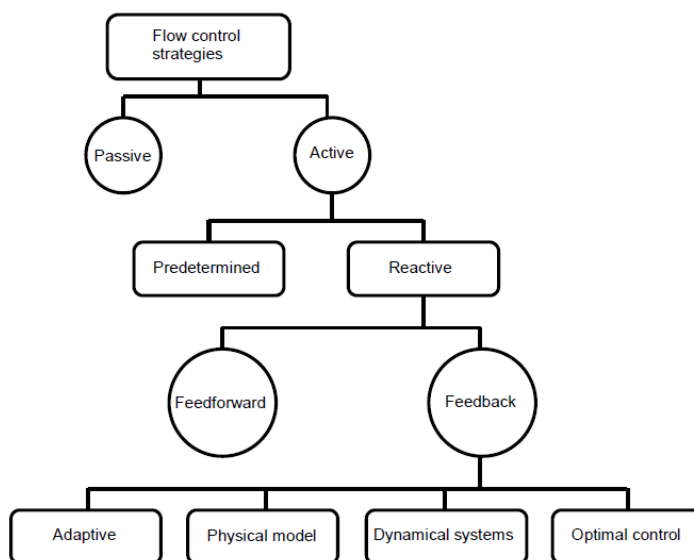 Flow control
strategies
Passive
Active
Predetermined
Reactive
Feedforward
Feedback
Adaptive
Physical model
Dynamical systems
Optimal control